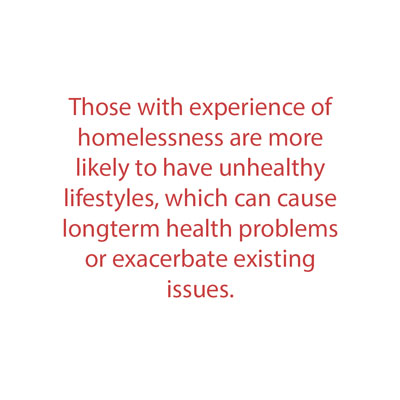 Those with experience of
homelessness are more
likely to have unhealthy
lifestyles, which can cause
longterm health problems
or exacerbate existing
issues.